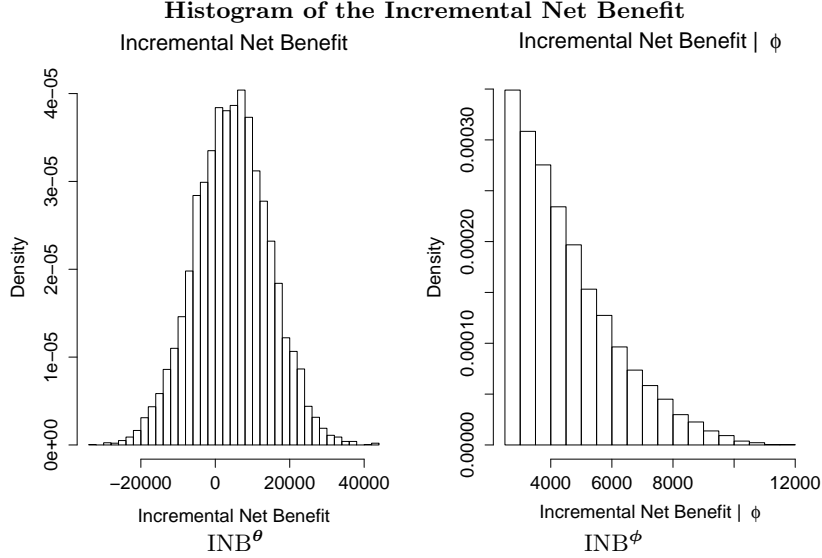 Histogram of the Incremental Net Benefit
Incremental Net Benefit
Density
0e+00
1e-05
2e-05
3e-05
4e-05
−20000 0 20000 40000
Incremental Net Benefit
INB^θ
Incremental Net Benefit | ϕ
Density
0.00000
0.00010
0.00020
0.00030
4000 6000 8000 12000
Incremental Net Benefit | ϕ
INB^ϕ